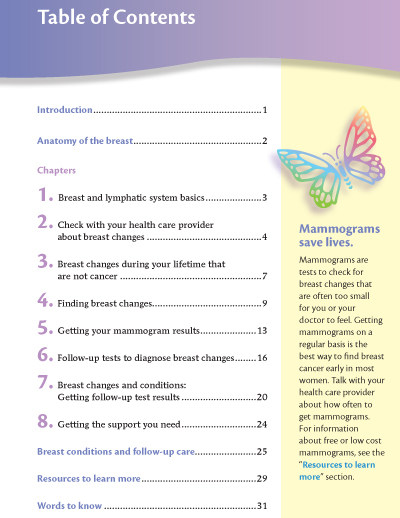 Table of Contents
Introduction.............................................................1
Anatomy of the breast...............................................2
Chapters
1. Breast and lymphatic system basics.....................3
2. Check with your health care provider
about breast changes ..........................................4
3. Breast changes during your lifetime that
are not cancer ....................................................7
4. Finding breast changes.........................................9
5. Getting your mammogram results....................13
6. Follow-up tests to diagnose breast changes........16
7. Breast changes and conditions:
Getting follow-up test results ...........................20
8. Getting the support you need...........................24
Breast conditions and follow-up care......................25
Resources to learn more.........................................29
Words to know .......................................................31
Mammograms
save lives.
Mammograms are
tests to check for
breast changes that
are often too small
for you or your
doctor to feel. Getting
mammograms on a
regular basis is the
best way to find breast
cancer early in most
women. Talk with your
health care provider
about how often to
get mammograms.
For information
about free or low cost
mammograms, see the
"Resources to learn
more" section.